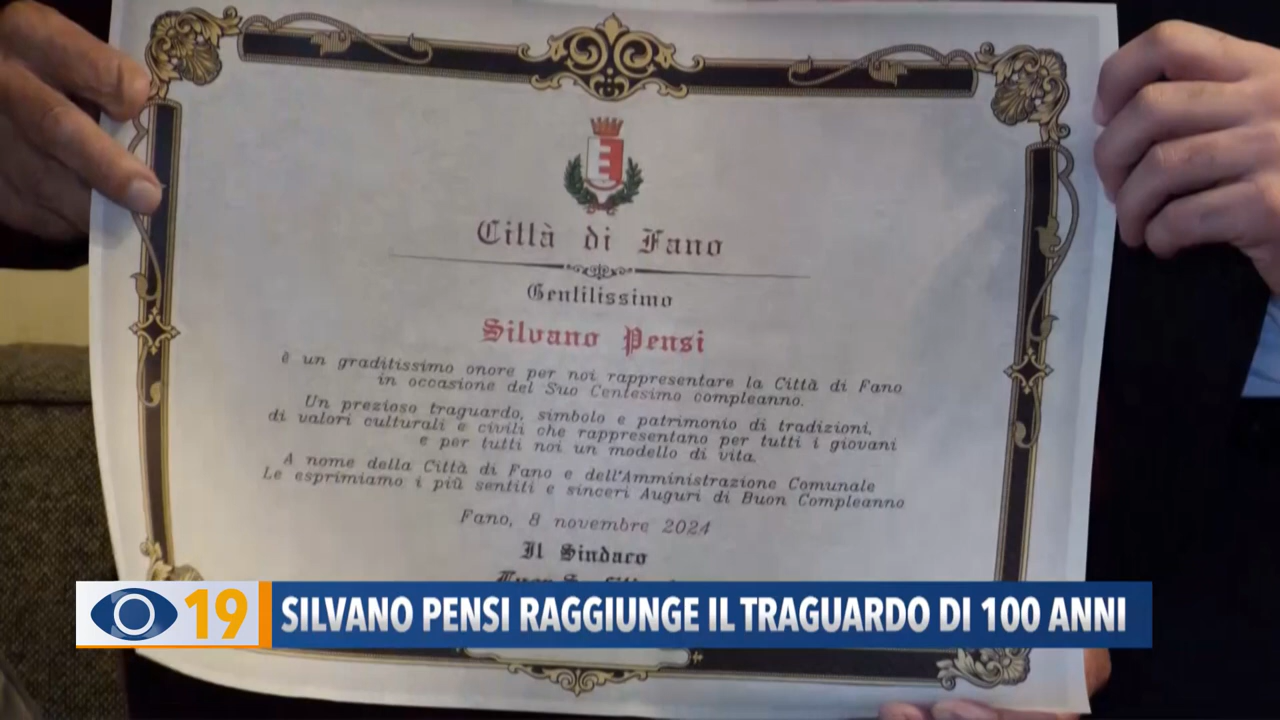 Città di Fano
Gentilissimo
Silvano Pensi
è un graditissimo onore per noi rappresentare la Città di Fano
in occasione del Suo Centesimo compleanno.
Un prezioso traguardo, simbolo e patrimonio di tradizioni,
di valori culturali e civili che rappresentano per tutti i giovani
e per tutti noi un modello di vita.
A nome della Città di Fano e dell'Amministrazione Comunale
Le esprimiamo i più sentiti e sinceri Auguri di Buon Compleanno
Fano, 8 novembre 2024
Il Sindaco
19 SILVANO PENSI RAGGIUNGE IL TRAGUARDO DI 100 ANNI